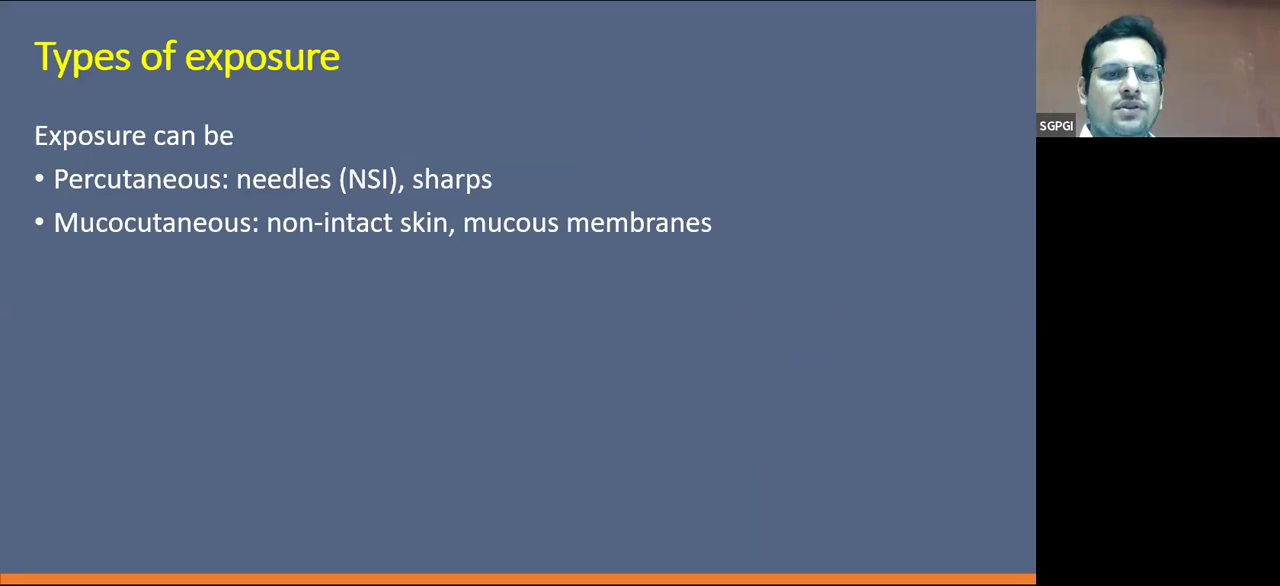 Types of exposure
Exposure can be
• Percutaneous: needles (NSI), sharps
• Mucocutaneous: non-intact skin, mucous membranes
SGPGI